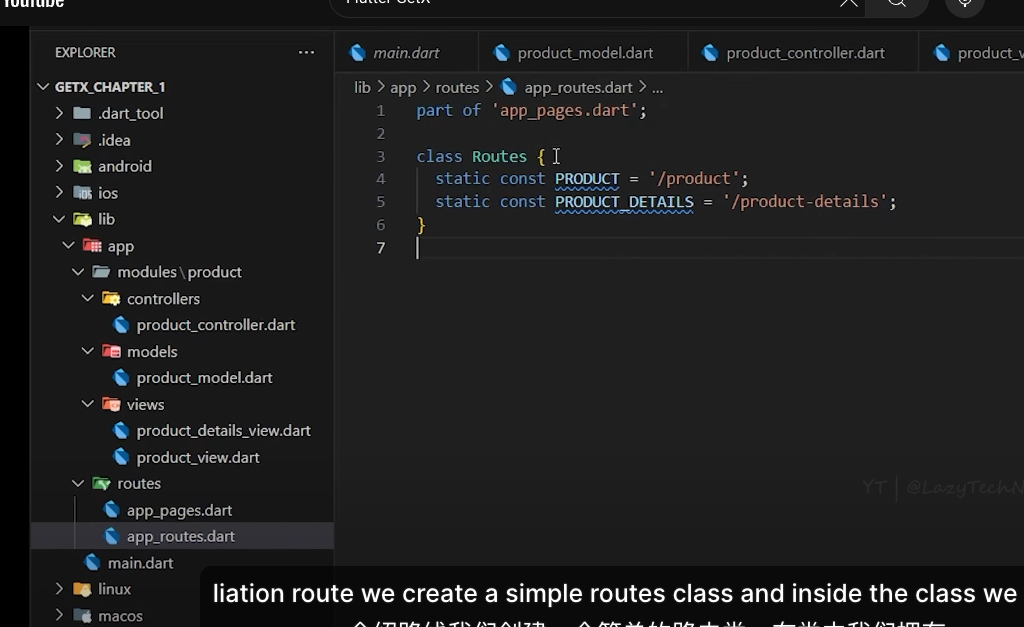 YouTube
Flutter GetX
EXPLORER
main.dart
product_model.dart
product_controller.dart
GETX_CHAPTER_1
lib > app > routes > app_routes.dart > ...
.dart_tool
.idea
android
ios
lib
app
modules\product
controllers
product_controller.dart
models
product_model.dart
views
product_details_view.dart
product_view.dart
routes
app_pages.dart
app_routes.dart
main.dart
linux
macos
1 part of 'app_pages.dart';
2
3 class Routes {
4 static const PRODUCT = '/product';
5 static const PRODUCT_DETAILS = '/product-details';
6 }
7
YT | @LazyTechN
liation route we create a simple routes class and inside the class we